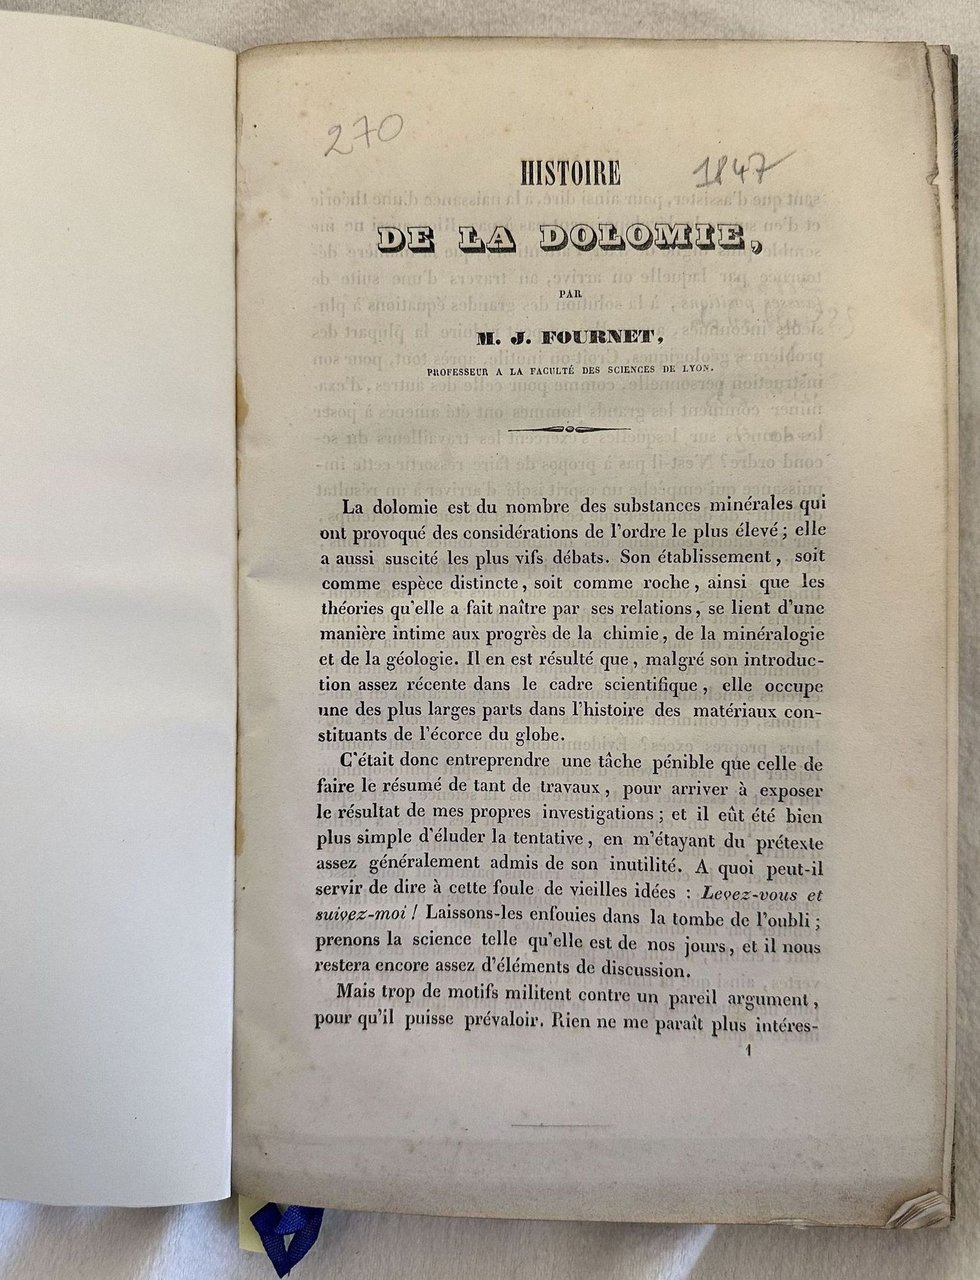 270
HISTOIRE
1847
DE LA DOLOMIE,
PAR
M. J. FOURNET,
PROFESSEUR A LA FACULTÉ DES SCIENCES DE LYON.
La dolomie est du nombre des substances minérales qui
ont provoqué des considérations de l'ordre le plus élevé ; elle
a aussi suscité les plus vifs débats. Son établissement, soit
comme espèce distincte, soit comme roche, ainsi que les
théories qu'elle a fait naître par ses relations, se lient d'une
manière intime aux progrès de la chimie, de la minéralogie
et de la géologie. Il en est résulté que, malgré son introduc-
tion assez récente dans le cadre scientifique, elle occupe
une des plus larges parts dans l'histoire des matériaux con-
stituants de l'écorce du globe.
C'était donc entreprendre une tâche pénible que celle de
faire le résumé de tant de travaux, pour arriver à exposer
le résultat de mes propres investigations ; et il eût été bien
plus simple d'éluder la tentative, en m'étayant du prétexte
assez généralement admis de son inutilité. A quoi peut-il
servir de dire à cette foule de vieilles idées : Levez-vous et
suivez-moi ! Laissons-les enfouies dans la tombe de l'oubli ;
prenons la science telle qu'elle est de nos jours, et il nous
restera encore assez d'éléments de discussion.
Mais trop de motifs militent contre un pareil argument,
pour qu'il puisse prévaloir. Rien ne me paraît plus intéres-
1